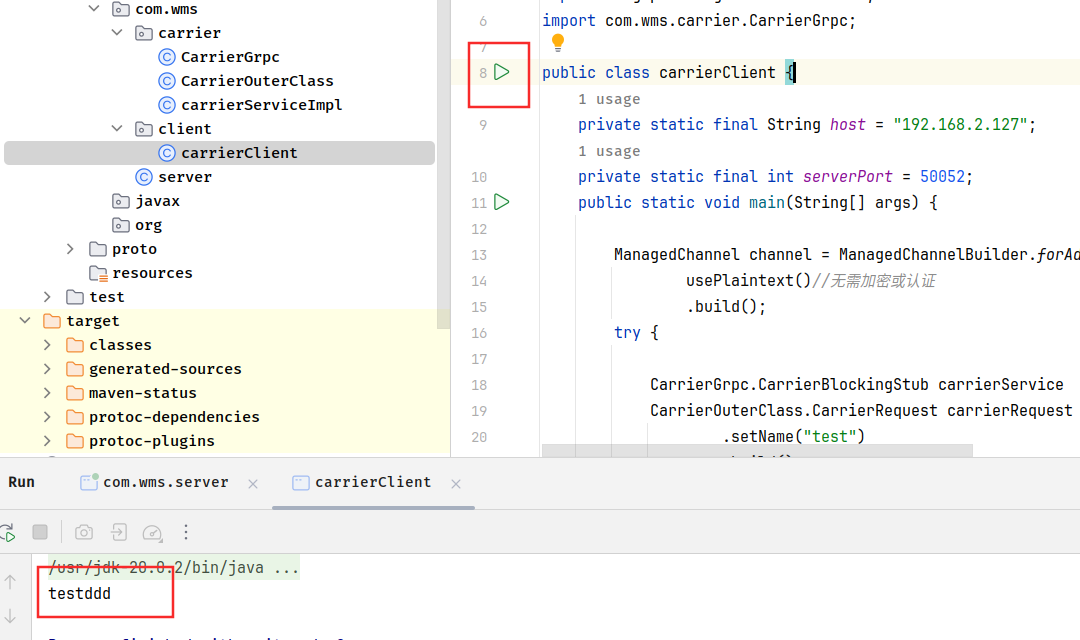 com.wms
carrier
CarrierGrpc
CarrierOuterClass
carrierServiceImpl
client
carrierClient
server
javax
org
proto
resources
test
target
classes
generated-sources
maven-status
protoc-dependencies
protoc-plugins
6 import com.wms.carrier.CarrierGrpc;
7
8 public class carrierClient {
1 usage
9 private static final String host = "192.168.2.127";
1 usage
10 private static final int serverPort = 50052;
11 public static void main(String[] args) {
12
13 ManagedChannel channel = ManagedChannelBuilder.forAd
14 usePlaintext()//无需加密或认证
15 .build();
16 try {
17
18 CarrierGrpc.CarrierBlockingStub carrierService
19 CarrierOuterClass.CarrierRequest carrierRequest
20 .setName("test")
Run com.wms.server carrierClient
/usr/jdk-20.0.2/bin/java ...
testddd